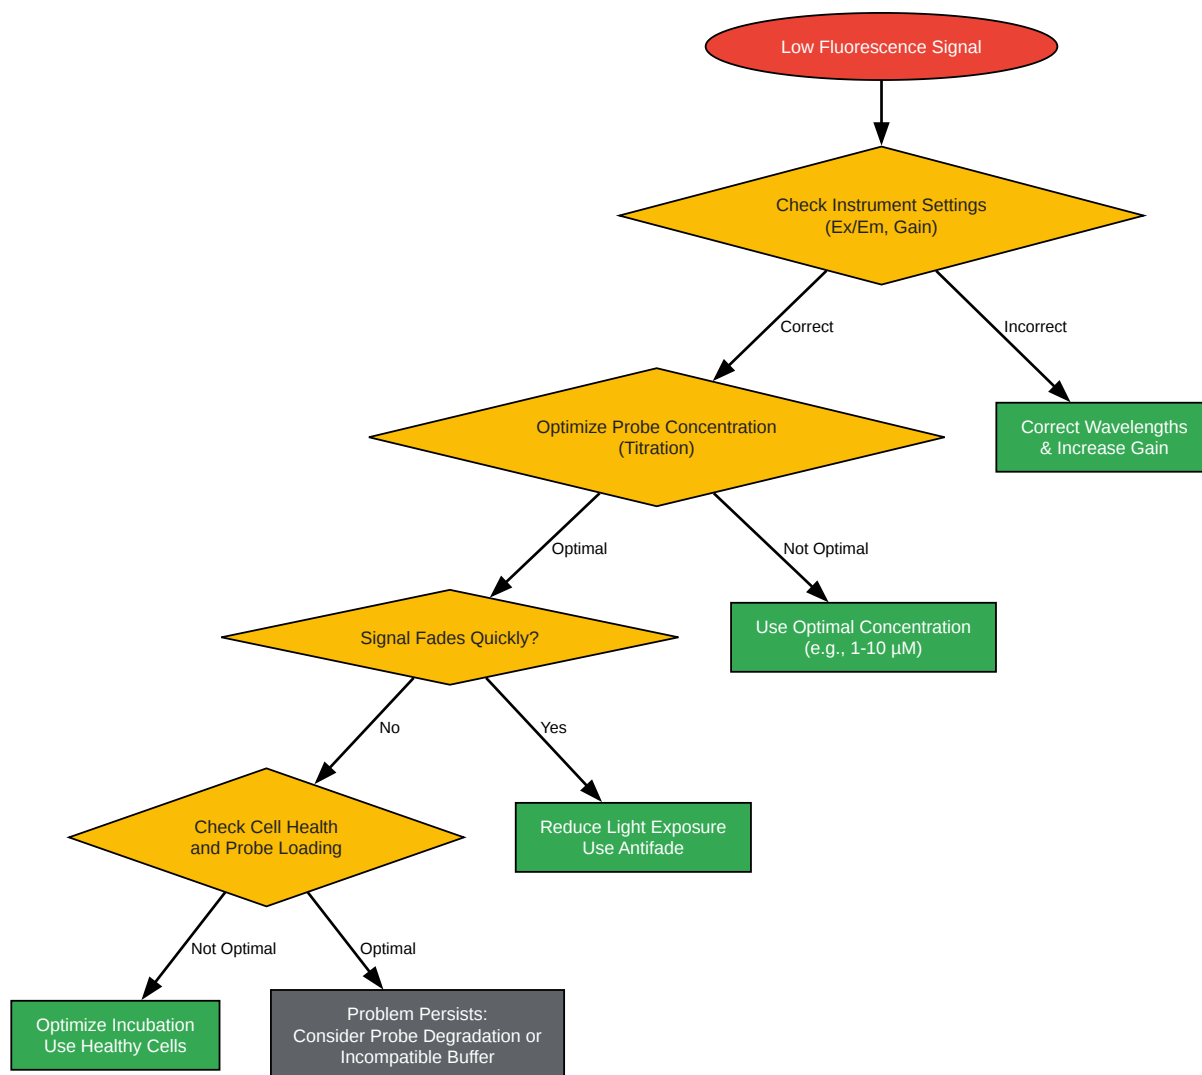 Low Fluorescence Signal
Check Instrument Settings
(Ex/Em, Gain)
Correct
Incorrect
Optimize Probe Concentration
(Titration)
Correct Wavelengths
& Increase Gain
Optimal
Not Optimal
Signal Fades Quickly?
Use Optimal Concentration
(e.g., 1-10 µM)
No
Yes
Check Cell Health
and Probe Loading
Reduce Light Exposure
Use Antifade
Not Optimal
Optimal
Optimize Incubation
Use Healthy Cells
Problem Persists:
Consider Probe Degradation or
Incompatible Buffer